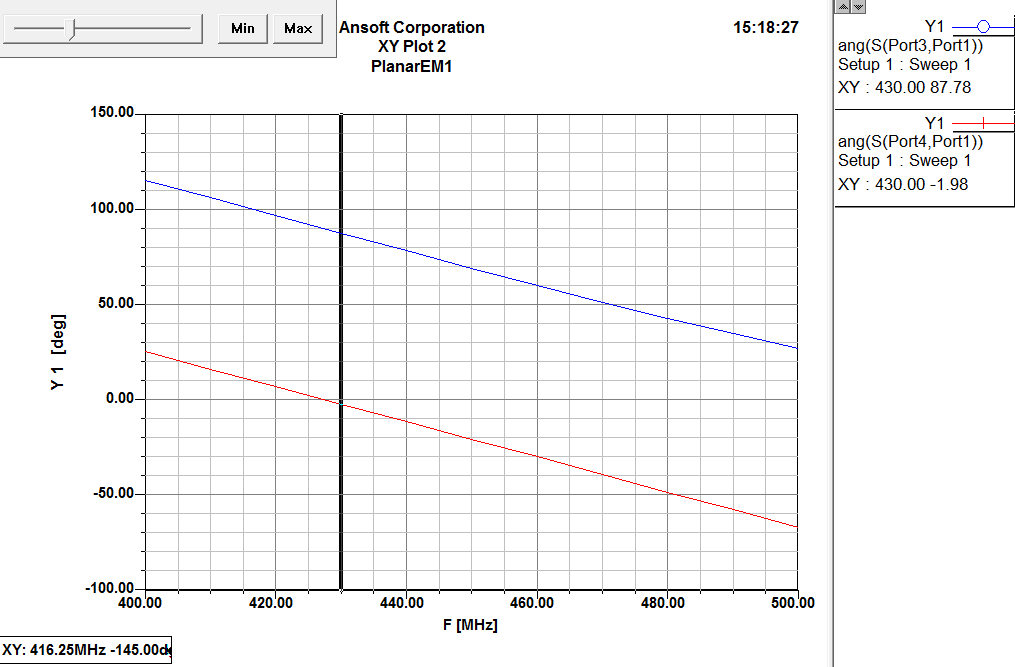 Min
Max
Ansoft Corporation
XY Plot 2
PlanarEM1
15:18:27
Y1
ang(S(Port3,Port1))
Setup 1 : Sweep 1
XY : 430.00 87.78
Y1
ang(S(Port4,Port1))
Setup 1 : Sweep 1
XY : 430.00 -1.98
150.00
100.00
50.00
0.00
-50.00
-100.00
Y 1 [deg]
400.00 420.00 440.00 460.00 480.00 500.00
F [MHz]
XY: 416.25MHz -145.00